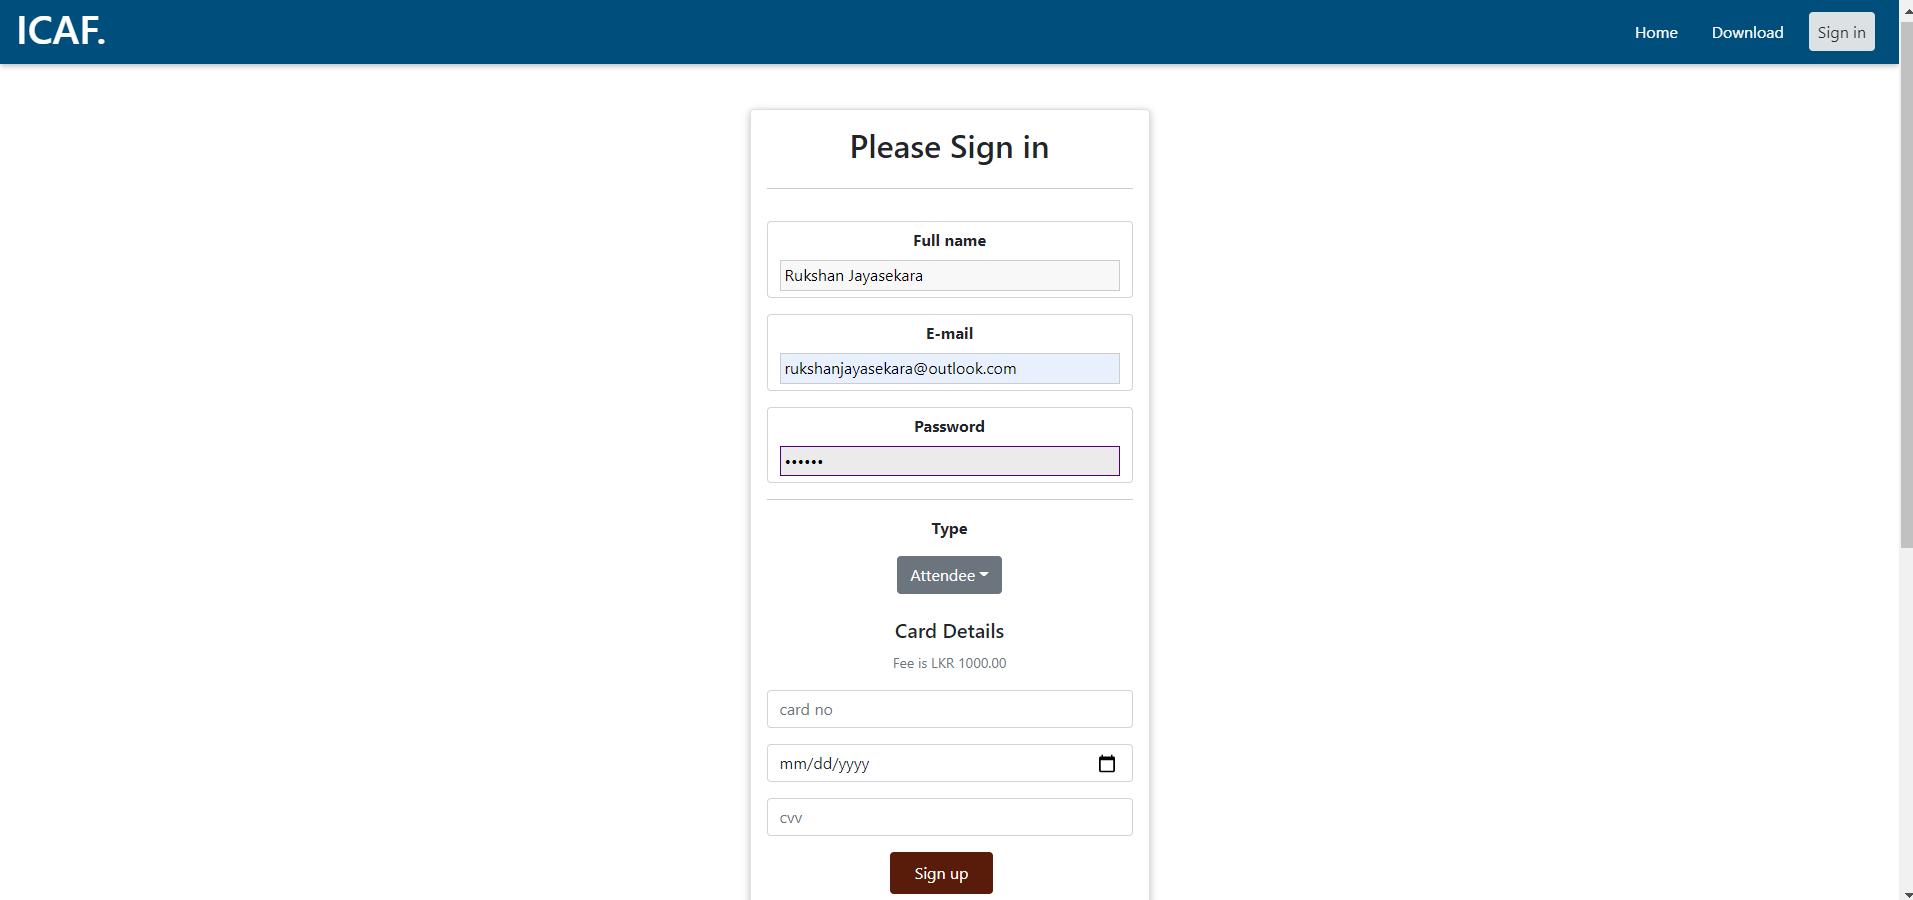 ICAF.
Home Download Sign in
Please Sign in
Full name
Rukshan Jayasekara
E-mail
rukshanjayasekara@outlook.com
Password
••••••
Type
Attendee
Card Details
Fee is LKR 1000.00
card no
mm/dd/yyyy
cvv
Sign up